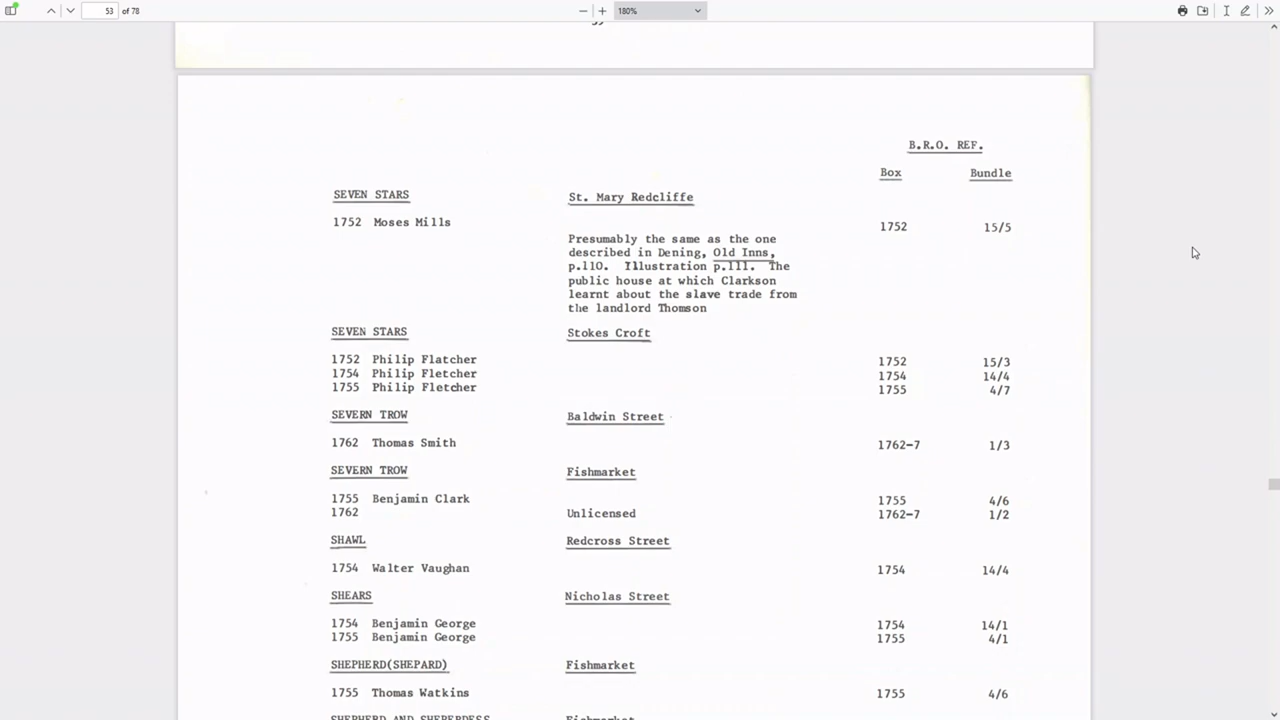 53 of 78 180%
B.R.O. REF.
Box Bundle
SEVEN STARS St. Mary Redcliffe
1752 Moses Mills 1752 15/5
Presumably the same as the one
described in Dening, Old Inns,
p.110. Illustration p.111. The
public house at which Clarkson
learnt about the slave trade from
the landlord Thomson
SEVEN STARS Stokes Croft
1752 Philip Flatcher 1752 15/3
1754 Philip Fletcher 1754 14/4
1755 Philip Fletcher 1755 4/7
SEVERN TROW Baldwin Street
1762 Thomas Smith 1762-7 1/3
SEVERN TROW Fishmarket
1755 Benjamin Clark 1755 4/6
1762 Unlicensed 1762-7 1/2
SHAWL Redcross Street
1754 Walter Vaughan 1754 14/4
SHEARS Nicholas Street
1754 Benjamin George 1754 14/1
1755 Benjamin George 1755 4/1
SHEPHERD(SHEPARD) Fishmarket
1755 Thomas Watkins 1755 4/6
SHEPHERD AND SHEPERDESS Fishmarket